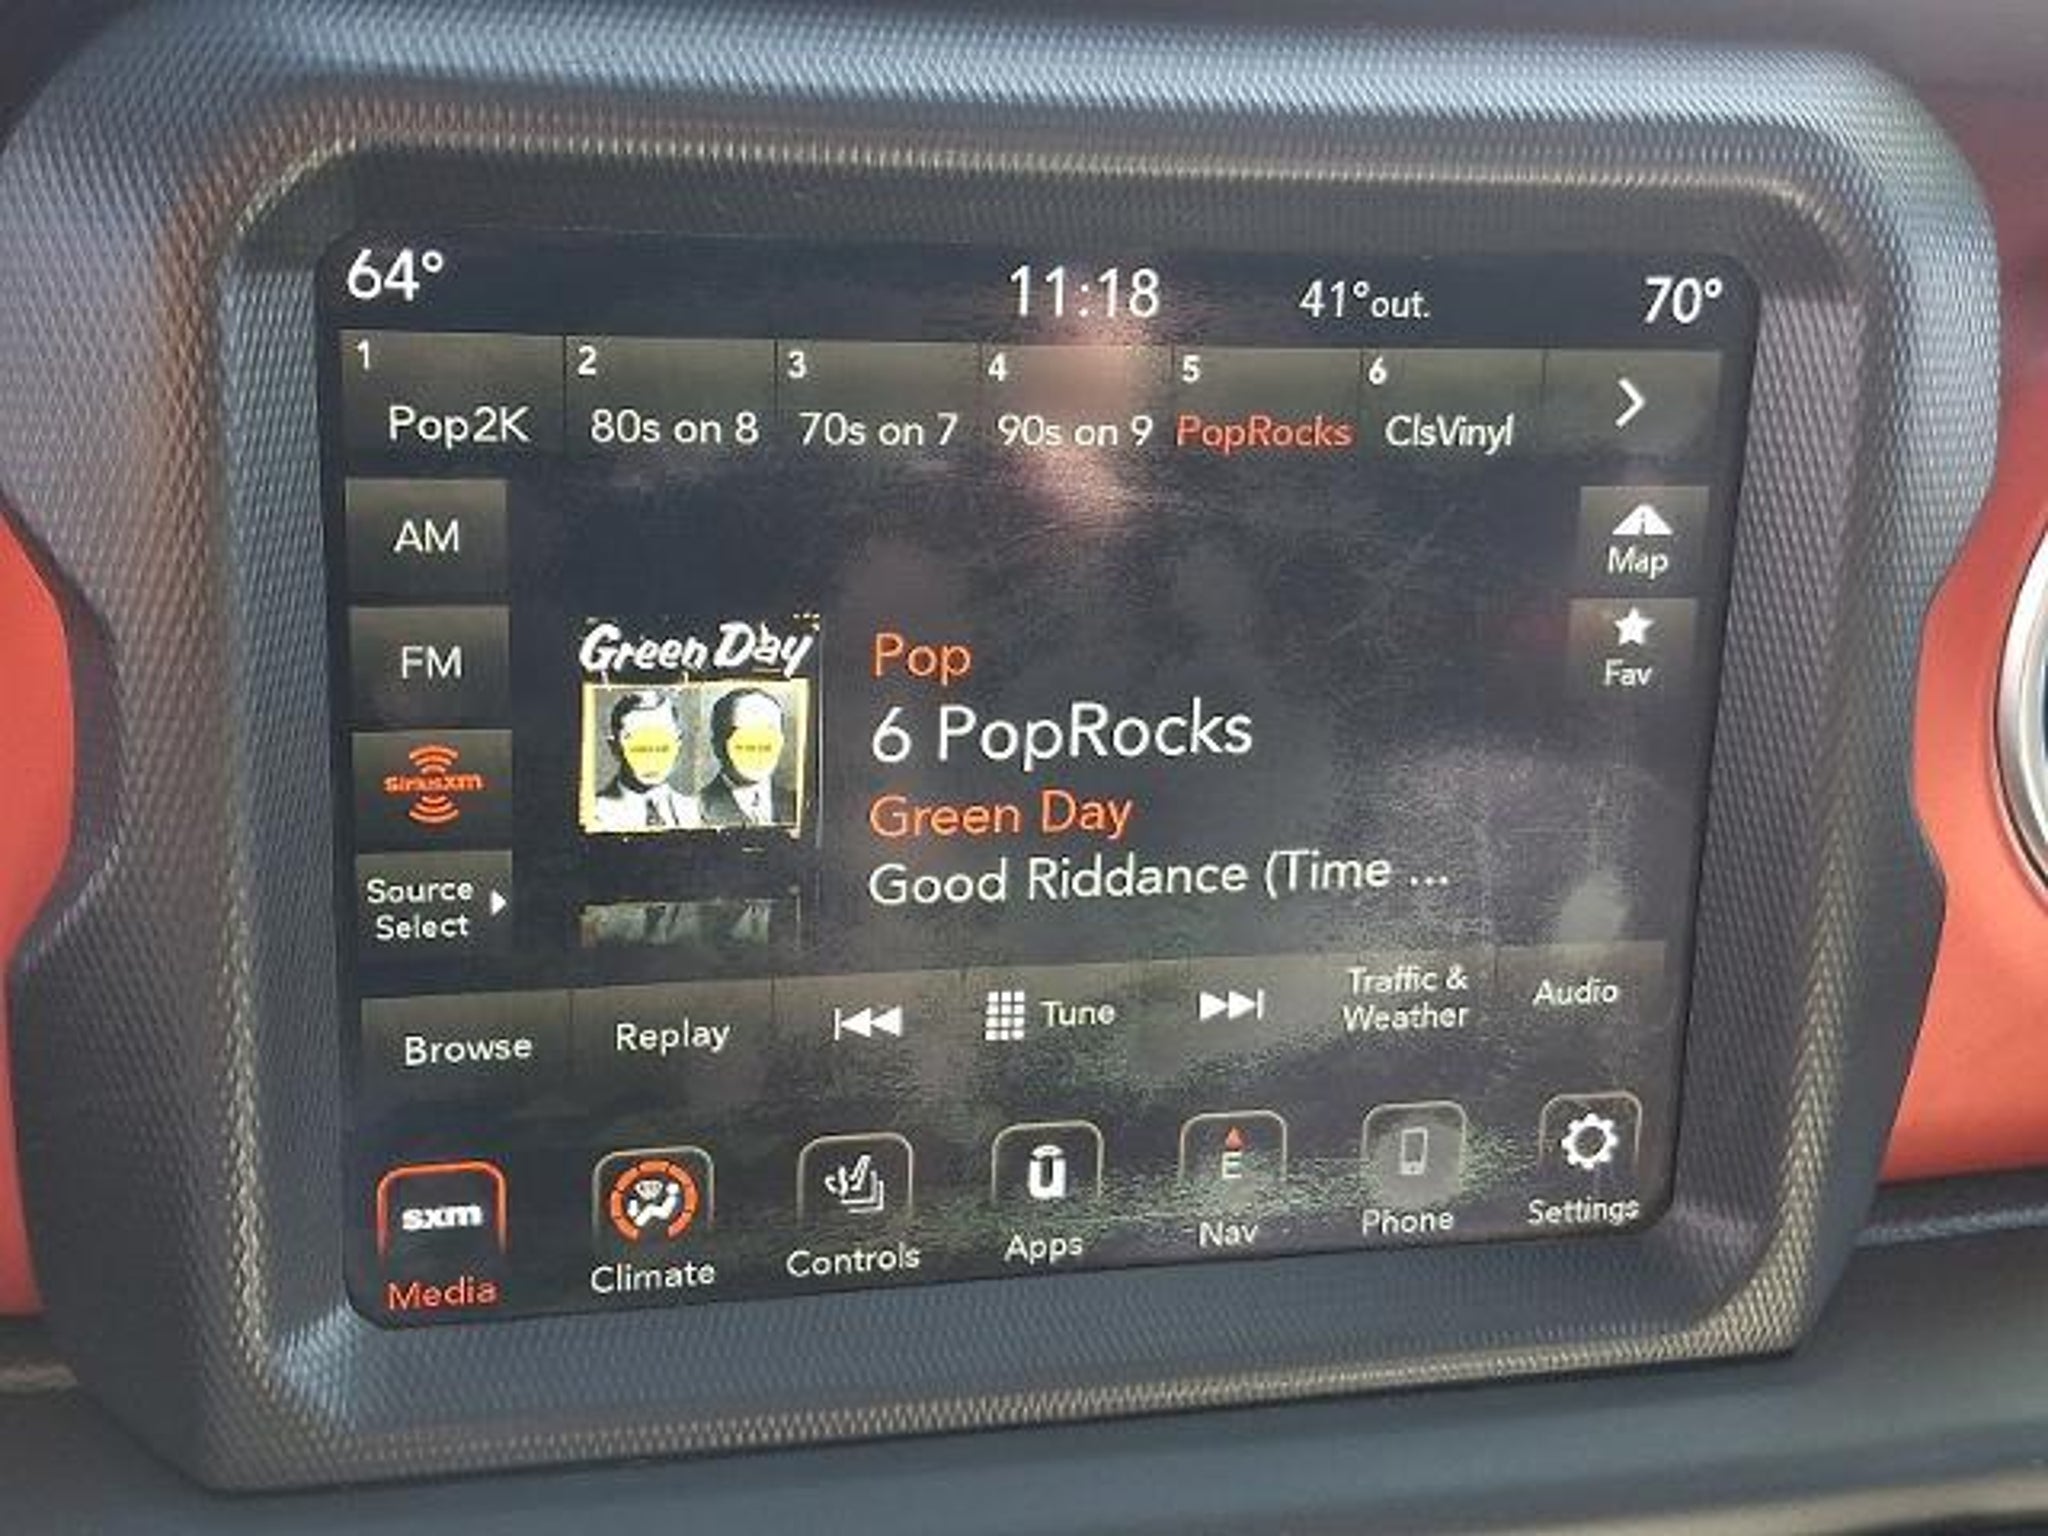 64° 11:18 41°out. 70°
1 2 3 4 5 6
Pop2K 80s on 8 70s on 7 90s on 9 PopRocks ClsVinyl
AM
Map
FM
Fav
Green Day
Pop
6 PopRocks
siriusxm
Green Day
Good Riddance (Time ...
Source
Select
Browse Replay Tune Traffic &
Weather Audio
sxm E
Media Climate Controls Apps Nav Phone Settings